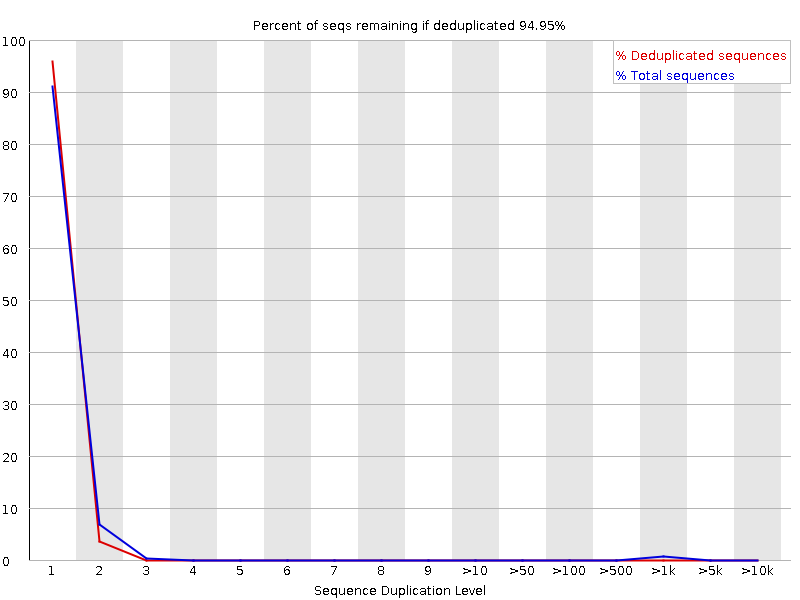 Percent of seqs remaining if deduplicated 94.95%
% Deduplicated sequences
% Total sequences
100
90
80
70
60
50
40
30
20
10
0
1 2 3 4 5 6 7 8 9 >10 >50 >100 >500 >1k >5k >10k
Sequence Duplication Level